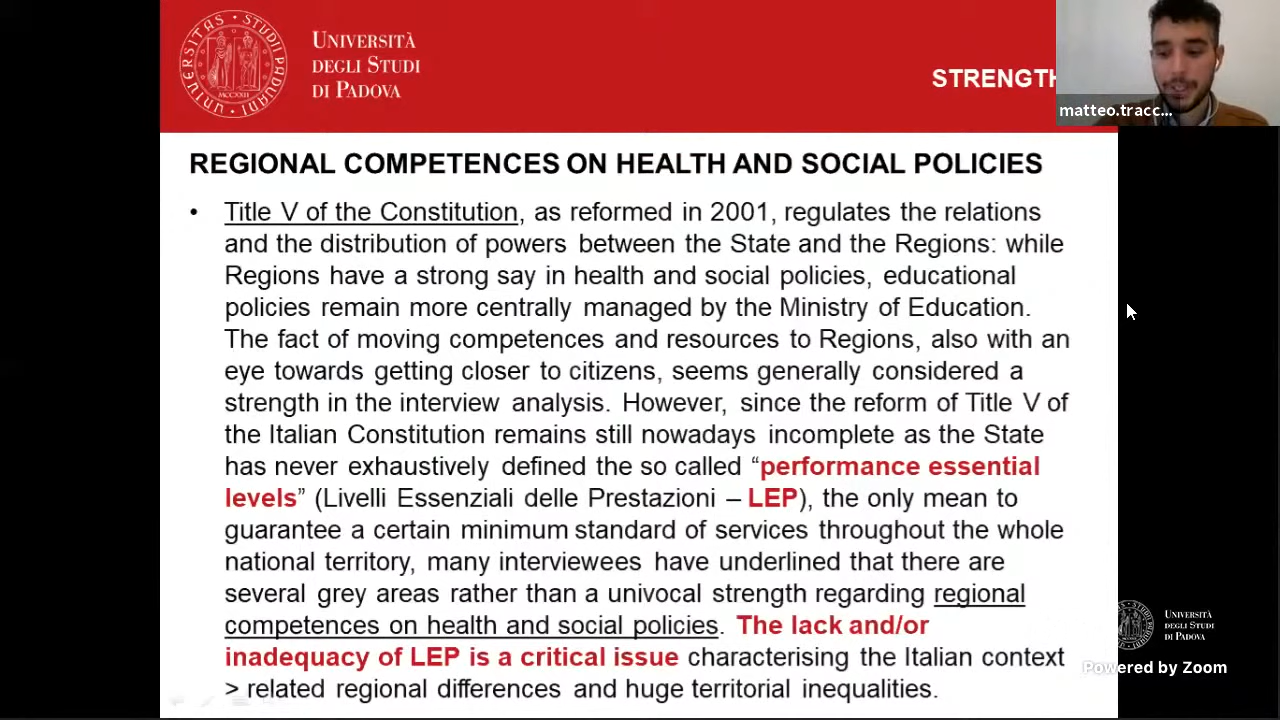 UNIVERSITÀ
DEGLI STUDI
DI PADOVA
STRENGTH
matteo.tracc...
REGIONAL COMPETENCES ON HEALTH AND SOCIAL POLICIES
• Title V of the Constitution, as reformed in 2001, regulates the relations
and the distribution of powers between the State and the Regions: while
Regions have a strong say in health and social policies, educational
policies remain more centrally managed by the Ministry of Education.
The fact of moving competences and resources to Regions, also with an
eye towards getting closer to citizens, seems generally considered a
strength in the interview analysis. However, since the reform of Title V of
the Italian Constitution remains still nowadays incomplete as the State
has never exhaustively defined the so called “performance essential
levels” (Livelli Essenziali delle Prestazioni – LEP), the only mean to
guarantee a certain minimum standard of services throughout the whole
national territory, many interviewees have underlined that there are
several grey areas rather than a univocal strength regarding regional
competences on health and social policies. The lack and/or
inadequacy of LEP is a critical issue characterising the Italian context
> related regional differences and huge territorial inequalities.
UNIVERSITÀ
DEGLI STUDI
DI PADOVA
Powered by Zoom